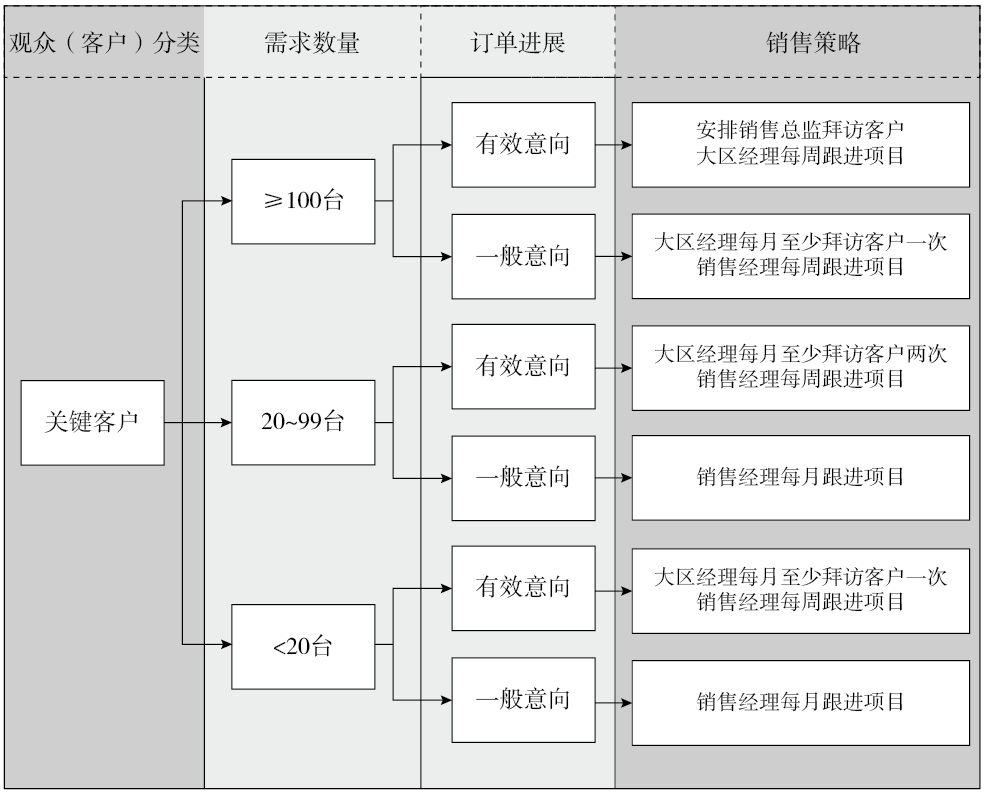 观众（客户）分类
需求数量
订单进展
销售策略
关键客户
≥100台
有效意向
安排销售总监拜访客户
大区经理每周跟进项目
一般意向
大区经理每月至少拜访客户一次
销售经理每周跟进项目
20~99台
有效意向
大区经理每月至少拜访客户两次
销售经理每周跟进项目
一般意向
销售经理每月跟进项目
<20台
有效意向
大区经理每月至少拜访客户一次
销售经理每周跟进项目
一般意向
销售经理每月跟进项目